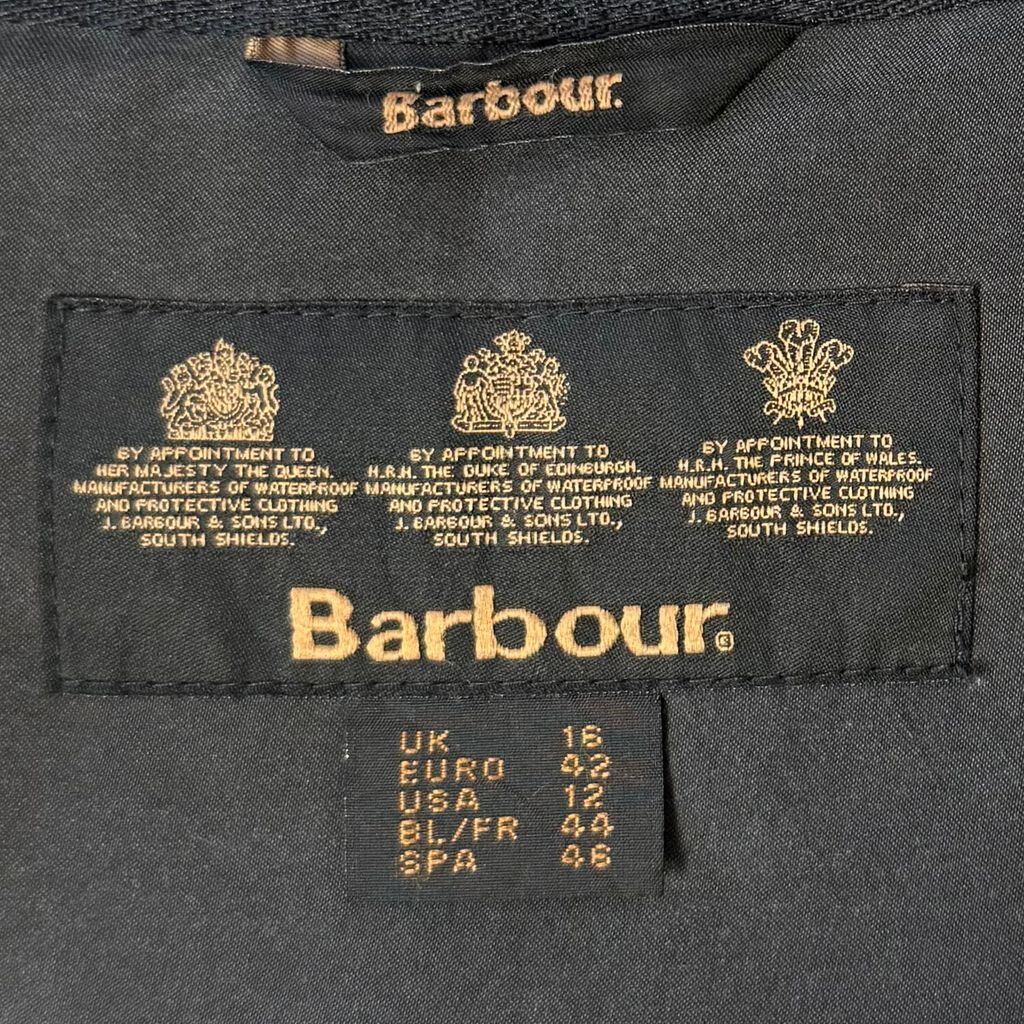 Barbour.
BY APPOINTMENT TO
HER MAJESTY THE QUEEN.
MANUFACTURERS OF WATERPROOF
AND PROTECTIVE CLOTHING
J. BARBOUR & SONS LTD.,
SOUTH SHIELDS.
BY APPOINTMENT TO
H.R.H. THE DUKE OF EDINBURGH.
MANUFACTURERS OF WATERPROOF
AND PROTECTIVE CLOTHING
J. BARBOUR & SONS LTD.,
SOUTH SHIELDS.
BY APPOINTMENT TO
H.R.H. THE PRINCE OF WALES.
MANUFACTURERS OF WATERPROOF
AND PROTECTIVE CLOTHING
J. BARBOUR & SONS LTD.,
SOUTH SHIELDS.
Barbour®
UK 16
EURO 42
USA 12
BL/FR 44
SPA 46